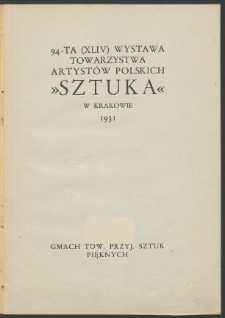 94-TA (XLIV) WYSTAWA
TOWARZYSTWA
ARTYSTÓW POLSKICH
»SZTUKA«
W KRAKOWIE
1931
GMACH TOW. PRZYJ. SZTUK
PIĘKNYCH